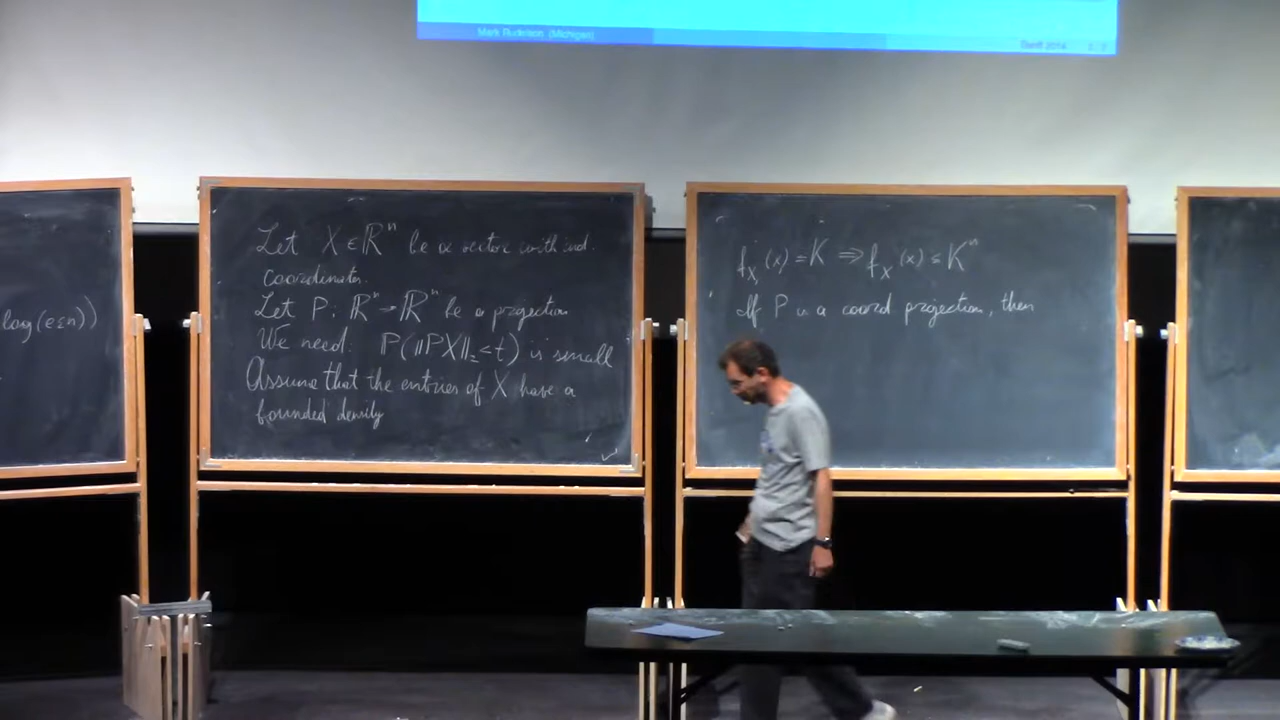 Mark Rudelson (Michigan)
Banff 2014
log(e≤n))
Let X ∈ ℝⁿ be a vector with ind.
coordinates.
Let P: ℝⁿ → ℝⁿ be a projection
We need: ℙ(‖PX‖₂ < t) is small
Assume that the entries of X have a
bounded density
f_Xⱼ(x) ≤ K ⇒ f_X(x) ≤ Kⁿ
If P is a coord projection, then